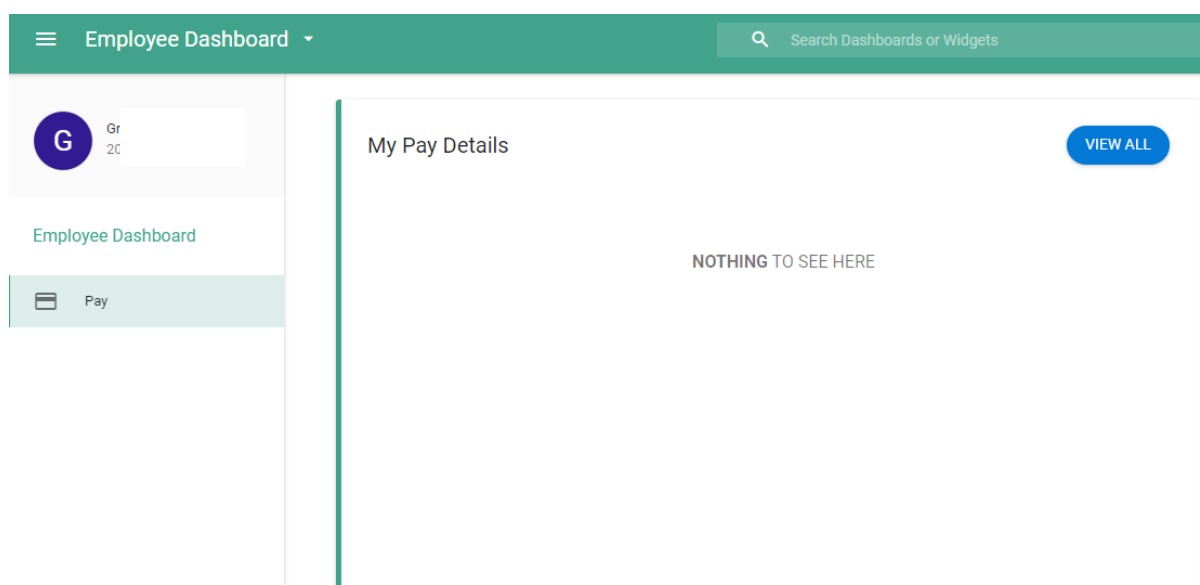 Employee Dashboard
Search Dashboards or Widgets
G
Gr
20
Employee Dashboard
Pay
My Pay Details
VIEW ALL
NOTHING TO SEE HERE